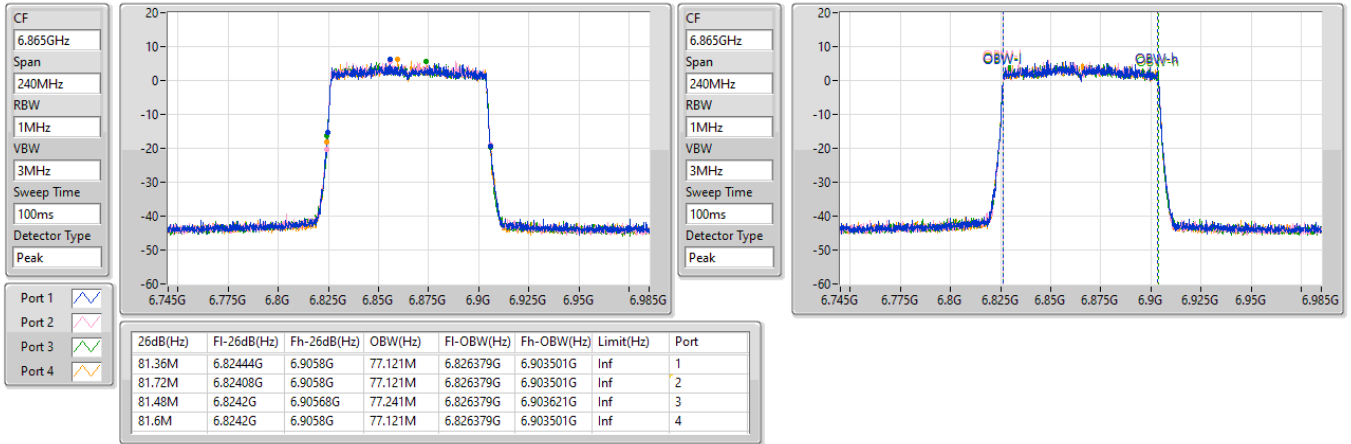 CF
6.865GHz
Span
240MHz
RBW
1MHz
VBW
3MHz
Sweep Time
100ms
Detector Type
Peak
20
10
0
-10
-20
-30
-40
-50
-60
6.745G 6.775G 6.8G 6.825G 6.85G 6.875G 6.9G 6.925G 6.95G 6.985G
CF
6.865GHz
Span
240MHz
RBW
1MHz
VBW
3MHz
Sweep Time
100ms
Detector Type
Peak
20
10
0
-10
-20
-30
-40
-50
-60
OBW-l OBW-h
6.745G 6.775G 6.8G 6.825G 6.85G 6.875G 6.9G 6.925G 6.95G 6.985G
Port 1
Port 2
Port 3
Port 4
26dB(Hz) Fl-26dB(Hz) Fh-26dB(Hz) OBW(Hz) Fl-OBW(Hz) Fh-OBW(Hz) Limit(Hz) Port
81.36M 6.82444G 6.9058G 77.121M 6.826379G 6.903501G Inf 1
81.72M 6.82408G 6.9058G 77.121M 6.826379G 6.903501G Inf 2
81.48M 6.8242G 6.90568G 77.241M 6.826379G 6.903621G Inf 3
81.6M 6.8242G 6.9058G 77.121M 6.826379G 6.903501G Inf 4